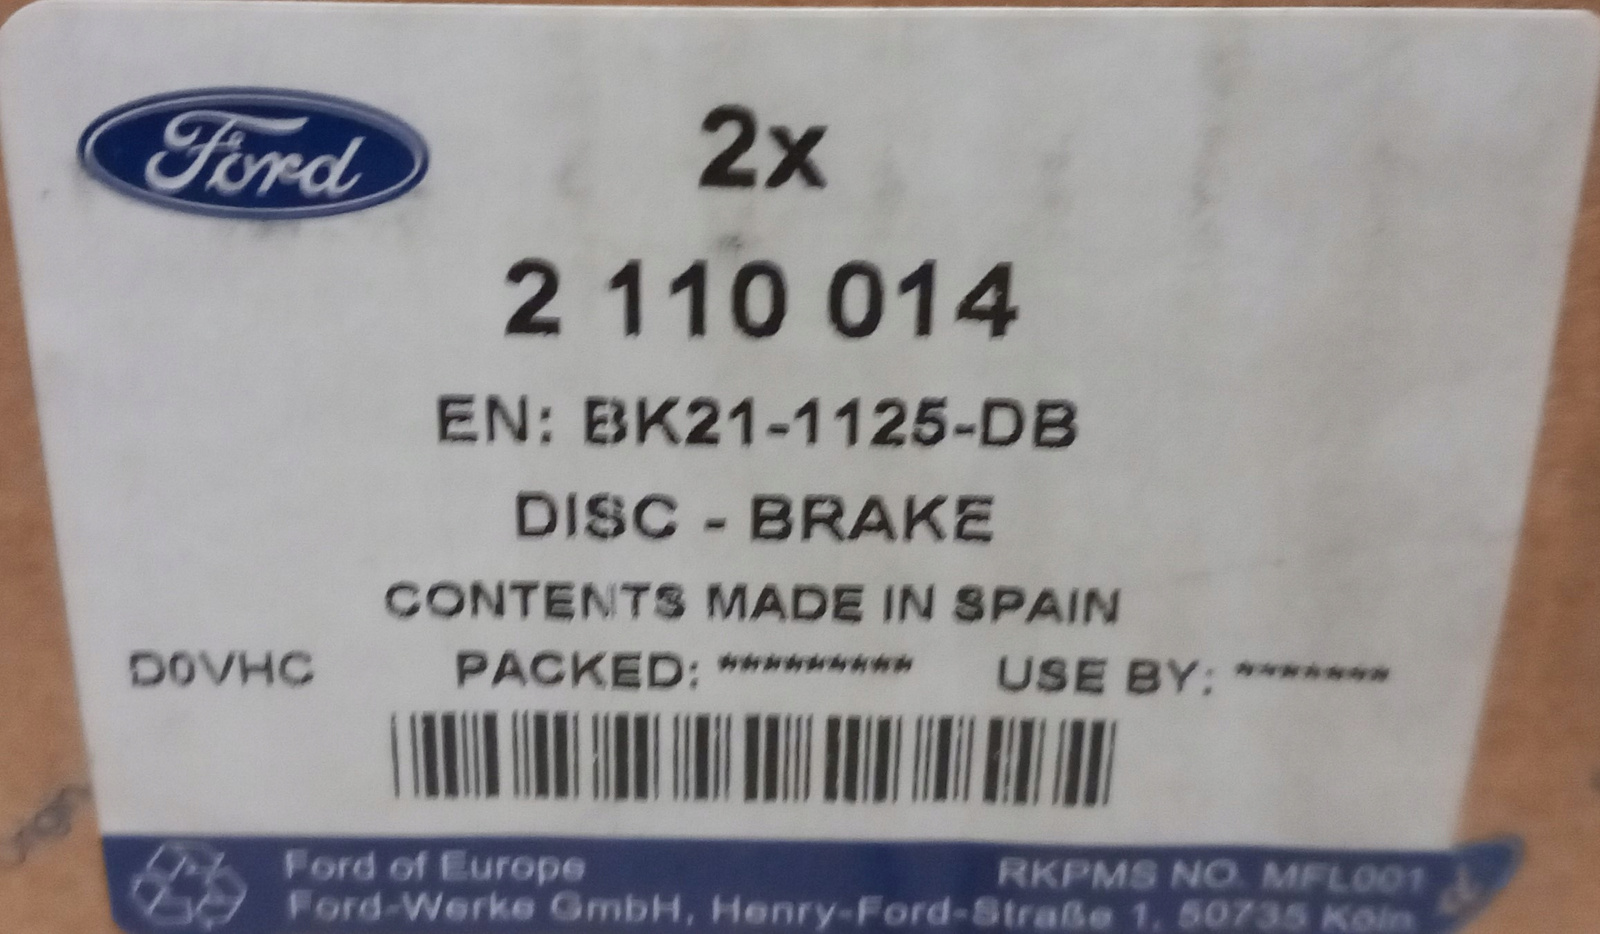 Ford
2x
2 110 014
EN: BK21-1125-DB
DISC - BRAKE
CONTENTS MADE IN SPAIN
D0VHC PACKED: ********* USE BY: *******
Ford of Europe RKPMS NO. MFL001
Ford-Werke GmbH, Henry-Ford-Straße 1, 50735 Köln